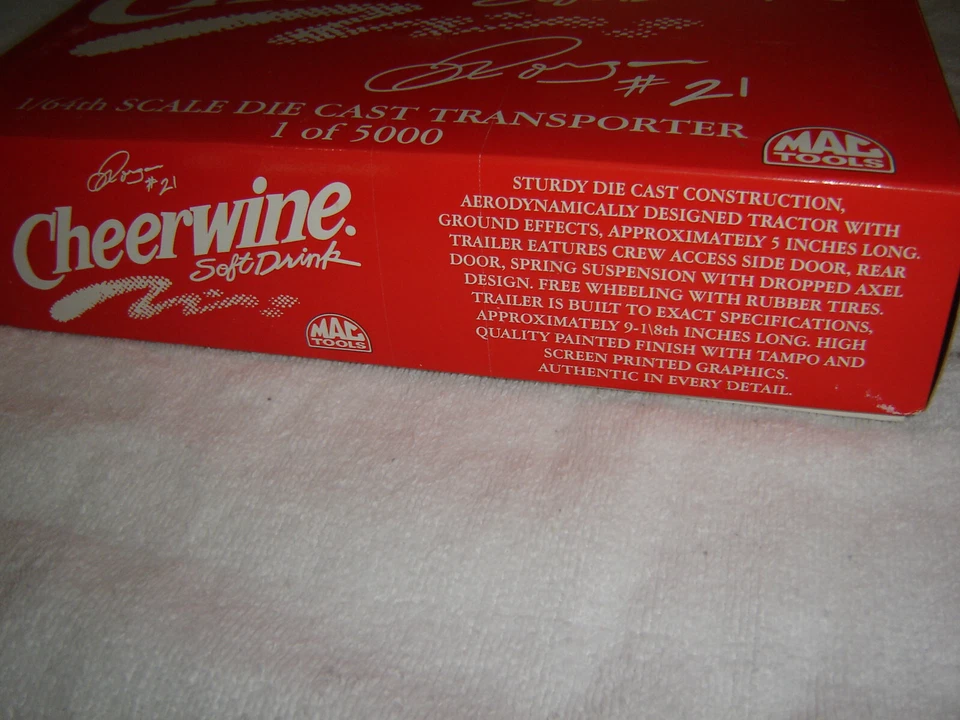 # 21
1/64th SCALE DIE CAST TRANSPORTER
1 of 5000
MAC
TOOLS
#21
Cheerwine.
Soft Drink
MAC
TOOLS
STURDY DIE CAST CONSTRUCTION,
AERODYNAMICALLY DESIGNED TRACTOR WITH
GROUND EFFECTS, APPROXIMATELY 5 INCHES LONG.
TRAILER EATURES CREW ACCESS SIDE DOOR, REAR
DOOR, SPRING SUSPENSION WITH DROPPED AXEL
DESIGN. FREE WHEELING WITH RUBBER TIRES.
TRAILER IS BUILT TO EXACT SPECIFICATIONS,
APPROXIMATELY 9-1\8th INCHES LONG. HIGH
QUALITY PAINTED FINISH WITH TAMPO AND
SCREEN PRINTED GRAPHICS.
AUTHENTIC IN EVERY DETAIL.